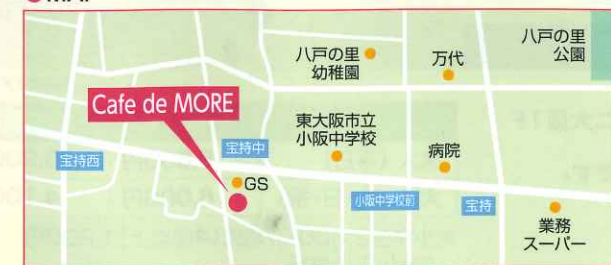 八戸の里
幼稚園
万代
八戸の里
公園
Cafe de MORE
東大阪市立
小阪中学校
宝持中
宝持西
病院
GS
小阪中学校前
宝持
業務
スーパー